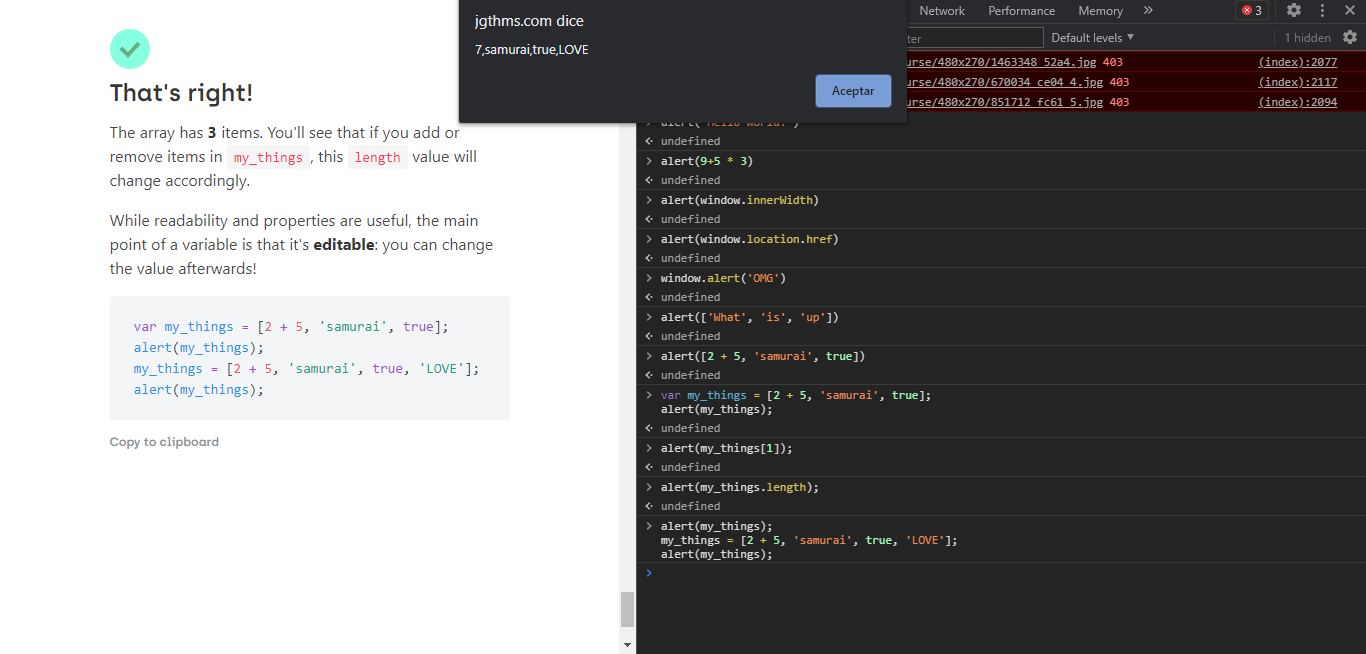 That's right!
The array has 3 items. You'll see that if you add or
remove items in my_things, this length value will
change accordingly.
While readability and properties are useful, the main
point of a variable is that it's editable: you can change
the value afterwards!
var my_things = [2 + 5, 'samurai', true];
alert(my_things);
my_things = [2 + 5, 'samurai', true, 'LOVE'];
alert(my_things);
Copy to clipboard
jgthms.com dice
7,samurai,true,LOVE
Aceptar
Network Performance Memory » 3
Default levels ▼ 1 hidden
urse/480x270/1463348_52a4.jpg 403 (index):2077
urse/480x270/670034_ce04_4.jpg 403 (index):2117
urse/480x270/851712_fc61_5.jpg 403 (index):2094
undefined
> alert(9+5 * 3)
undefined
> alert(window.innerWidth)
undefined
> alert(window.location.href)
undefined
> window.alert('OMG')
undefined
> alert(['What', 'is', 'up'])
undefined
> alert([2 + 5, 'samurai', true])
undefined
> var my_things = [2 + 5, 'samurai', true];
alert(my_things);
undefined
> alert(my_things[1]);
undefined
> alert(my_things.length);
undefined
> alert(my_things);
my_things = [2 + 5, 'samurai', true, 'LOVE'];
alert(my_things);
>